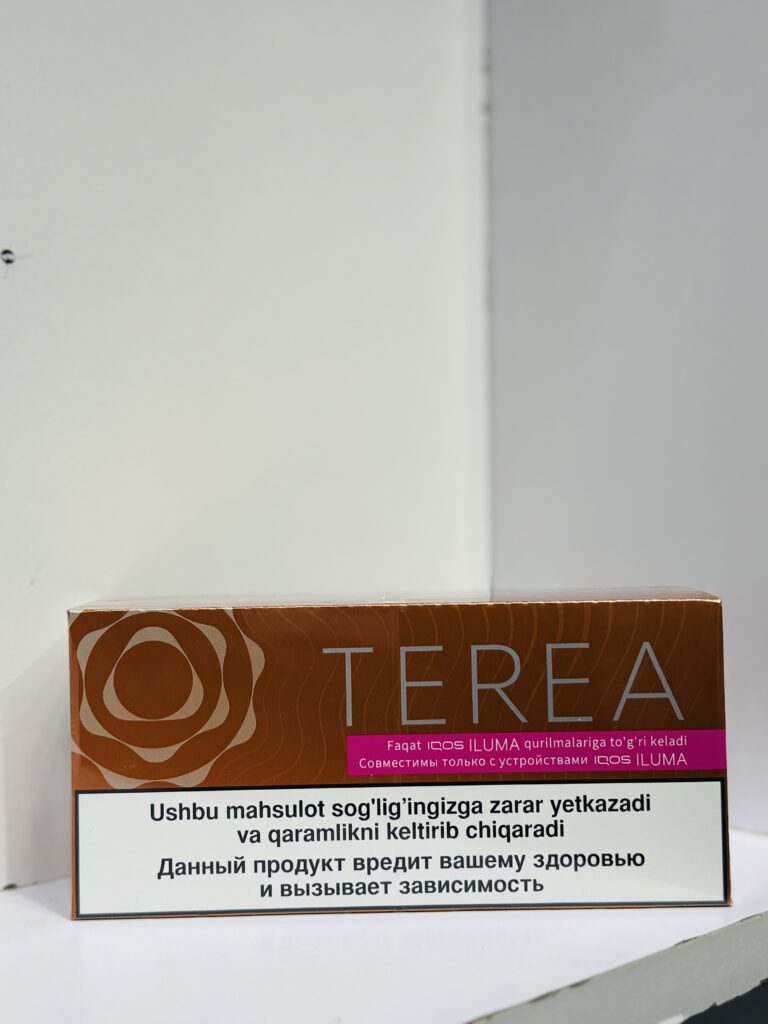 TEREA
Faqat IQOS ILUMA qurilmalariga to'g'ri keladi
Совместимы только с устройствами IQOS ILUMA
Ushbu mahsulot sog'lig’ingizga zarar yetkazadi
va qaramlikni keltirib chiqaradi
Данный продукт вредит вашему здоровью
и вызывает зависимость